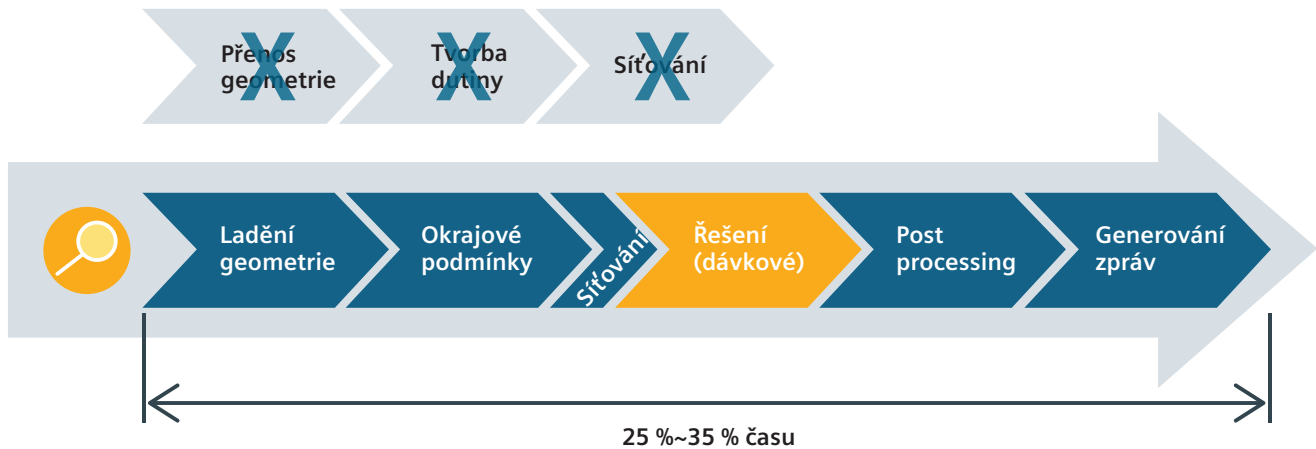 Přenos
geometrie
X
Tvorba
dutiny
X
Síťování
X
Ladění
geometrie
Okrajové
podmínky
Síťování
Řešení
(dávkové)
Post
processing
Generování
zpráv
25 %~35 % času